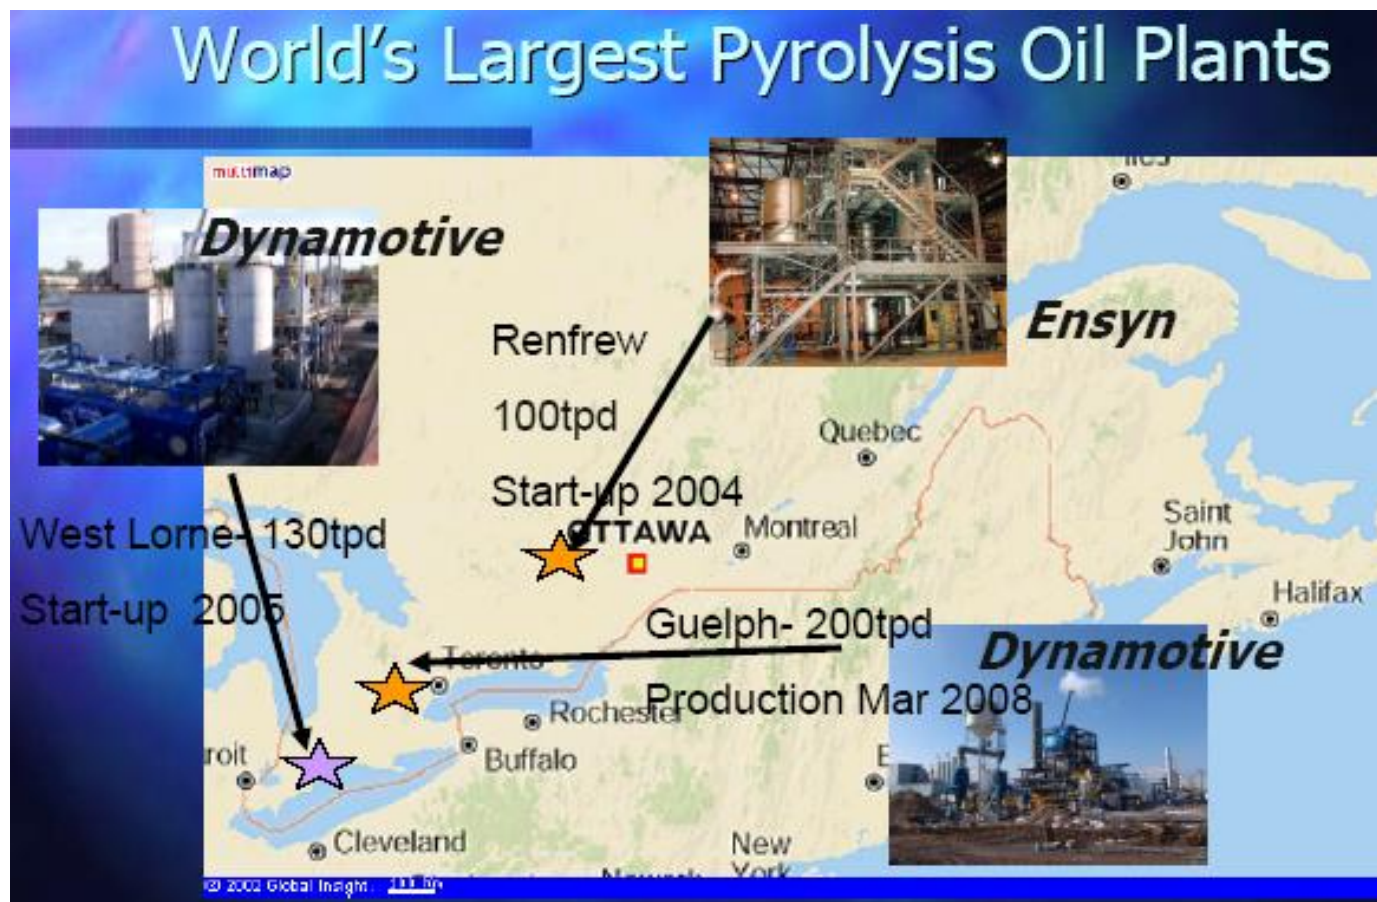 World's Largest Pyrolysis Oil Plants
multimap
Dynamotive
Ensyn
Renfrew
100tpd
Start-up 2004
Quebec
OTTAWA
Montreal
Saint
John
Halifax
West Lorne- 130tpd
Start-up 2005
Guelph- 200tpd
Production Mar 2008
Dynamotive
Toronto
Rochester
Buffalo
roit
Cleveland
New
York
Newark
© 2002 Global Insight.